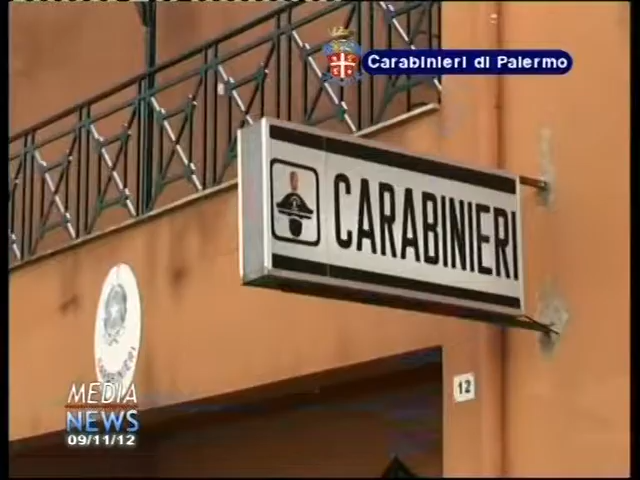 Carabinieri di Palermo
CARABINIERI
12
MEDIA
NEWS
09/11/12